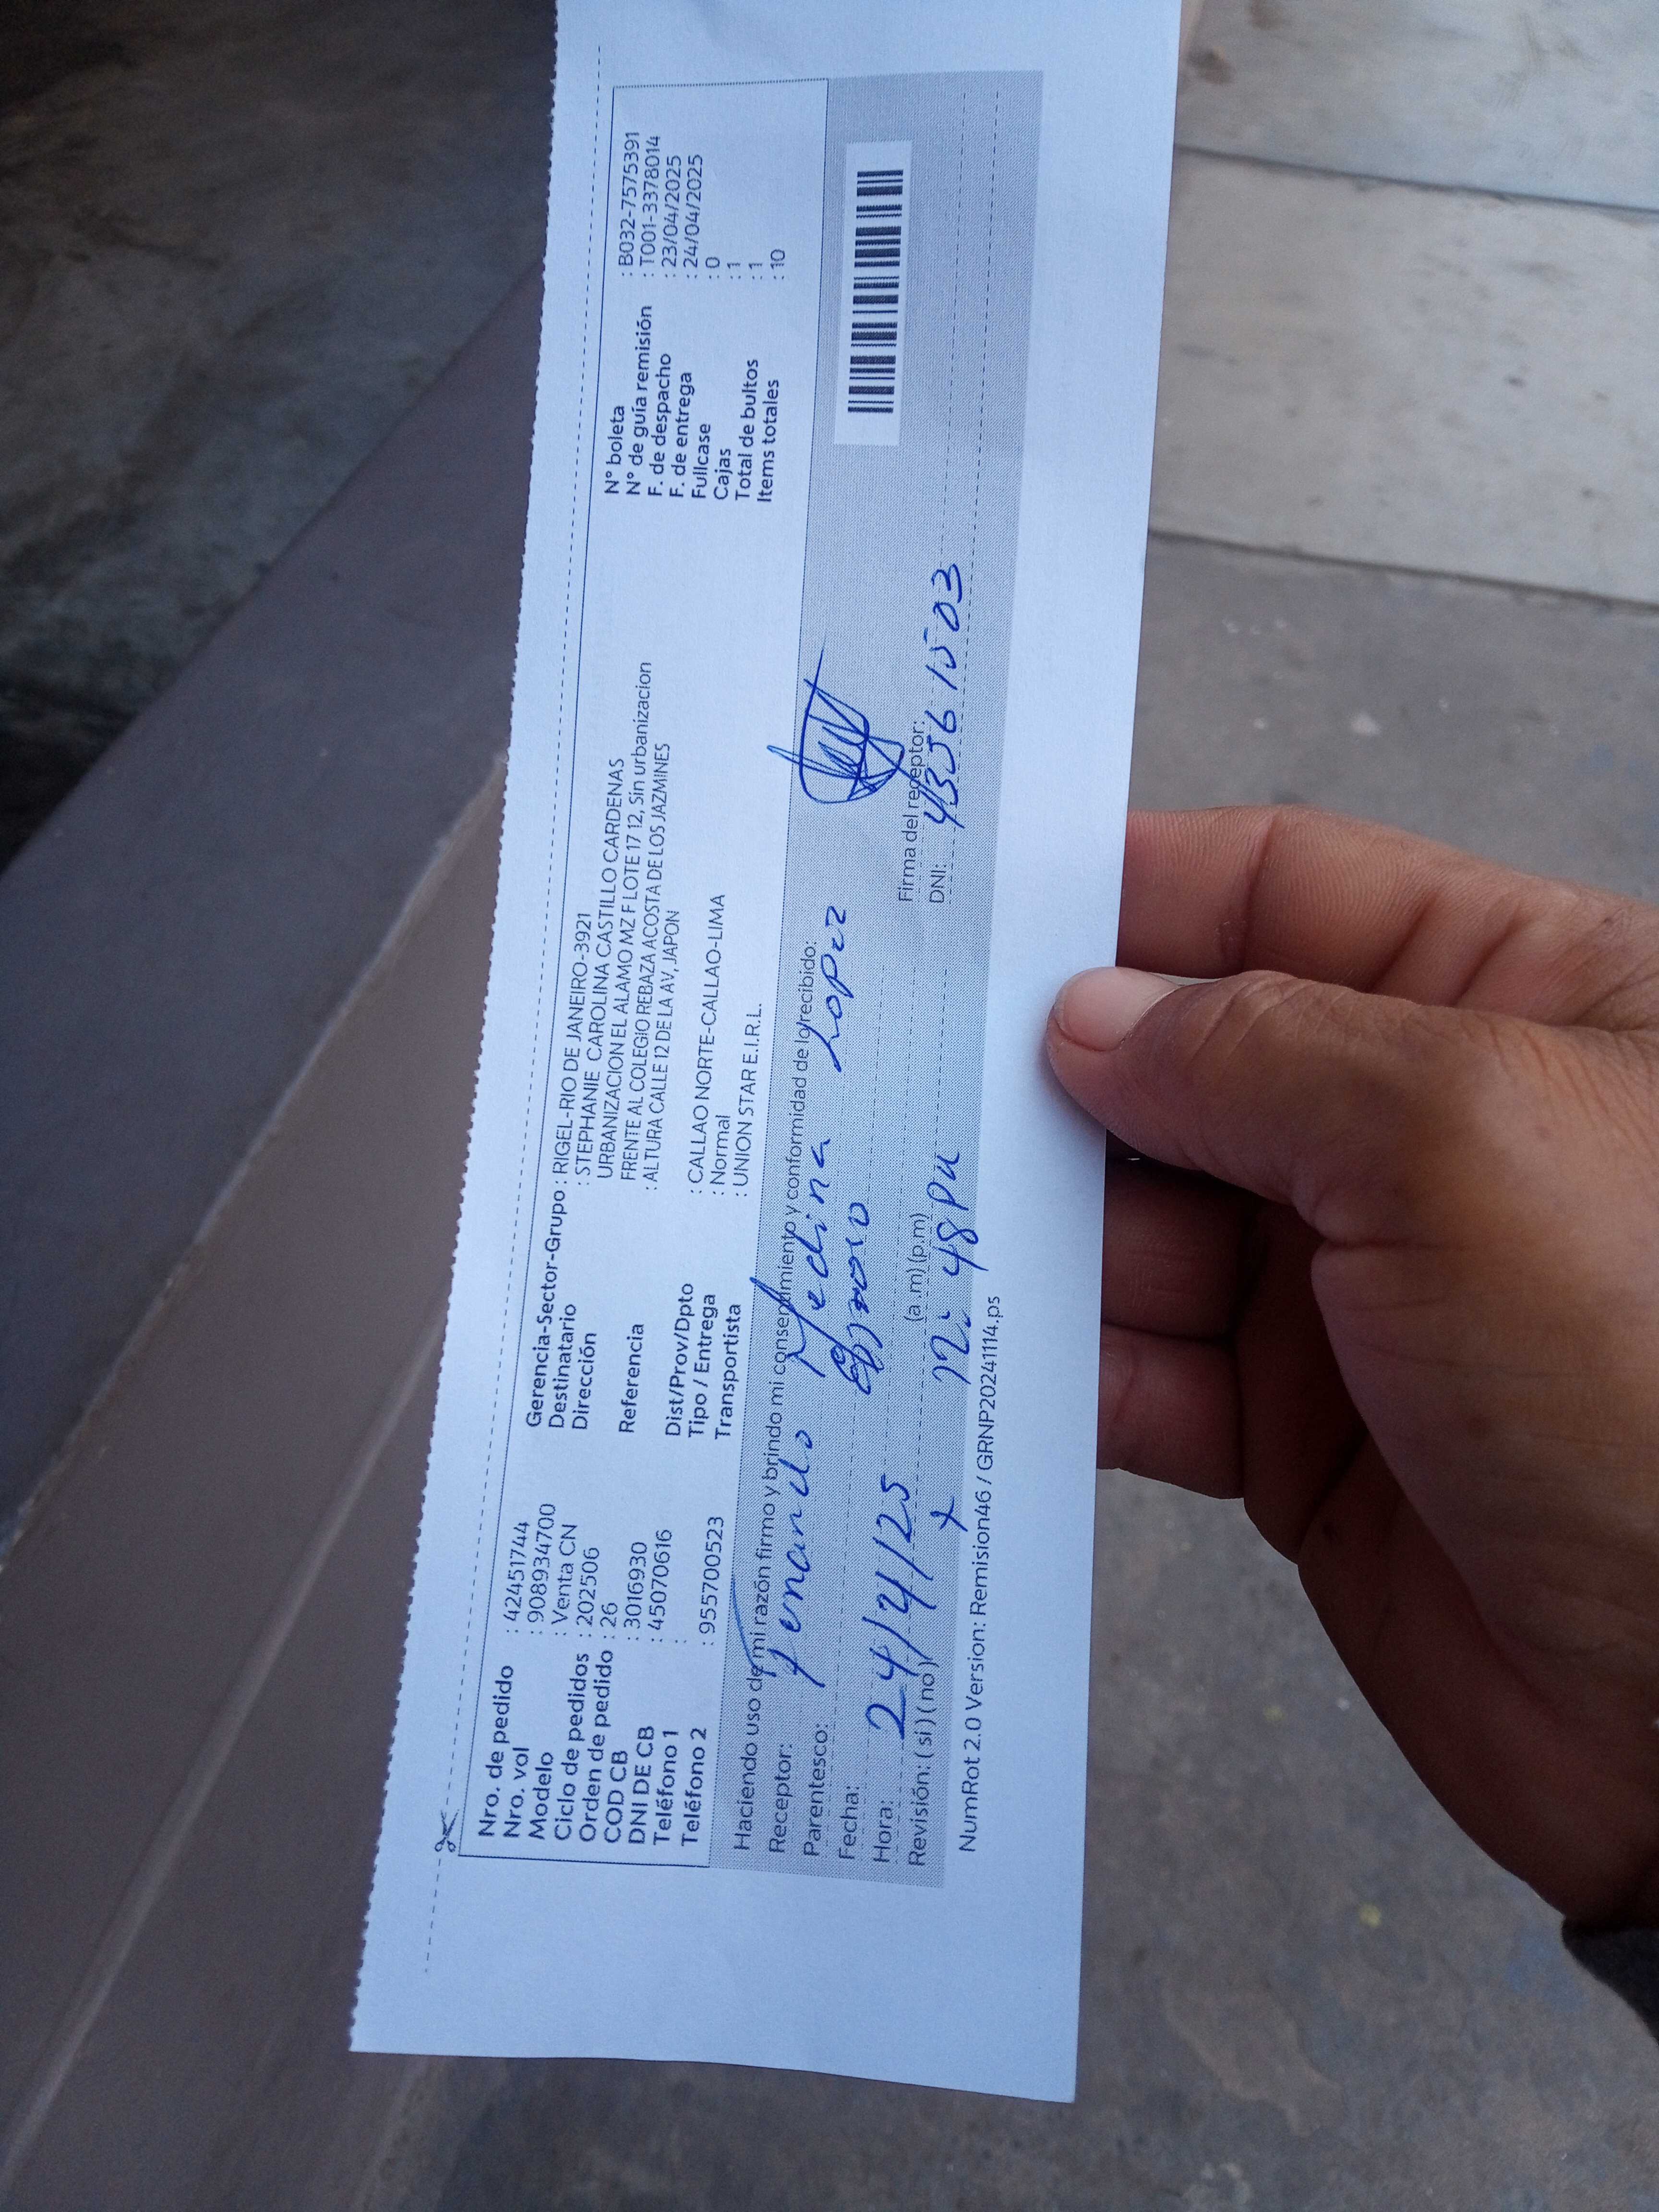 Nro. de pedido : 42451744
Nro. vol : 908934700
Modelo : Venta CN
Ciclo de pedidos : 202506
Orden de pedido : 26
COD CB : 3016930
DNI DE CB : 45070616
Teléfono 1 :
Teléfono 2 : 955700523
Gerencia-Sector-Grupo : RIGEL-RIO DE JANEIRO-3921
Destinatario : STEPHANIE CAROLINA CASTILLO CARDENAS
Dirección URBANIZACION EL ALAMO MZ F LOTE 17 12, Sin urbanizacion
FRENTE AL COLEGIO REBAZA ACOSTA DE LOS JAZMINES
Referencia : ALTURA CALLE 12 DE LA AV, JAPON
Dist/Prov/Dpto : CALLAO NORTE-CALLAO-LIMA
Tipo / Entrega : Normal
Transportista : UNION STAR E.I.R.L.
N° boleta : B032-7575391
N° de guía remisión : T001-3378014
F. de despacho : 23/04/2025
F. de entrega : 24/04/2025
Fullcase : 0
Cajas : 1
Total de bultos : 1
Items totales : 10
Haciendo uso de mi razón firmo y brindo mi consentimiento y conformidad de lo recibido:
Receptor: Fernando Medina Lopez
Parentesco:
Fecha: 24/4/25
Hora: (a .m) (p.m) 12:48 PM
Revisión: ( si ) ( no ) x
Firma del receptor:
DNI: 43561503
NumRot 2.0 Version: Remision46 / GRNP20241114.ps